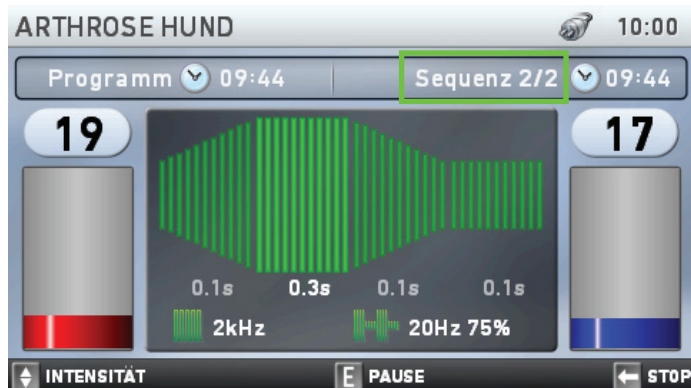 ARTHROSE HUND 10:00
Programm 09:44 Sequenz 2/2 09:44
19 17
0.1s 0.3s 0.1s 0.1s
2kHz 20Hz 75%
INTENSITÄT E PAUSE STOP